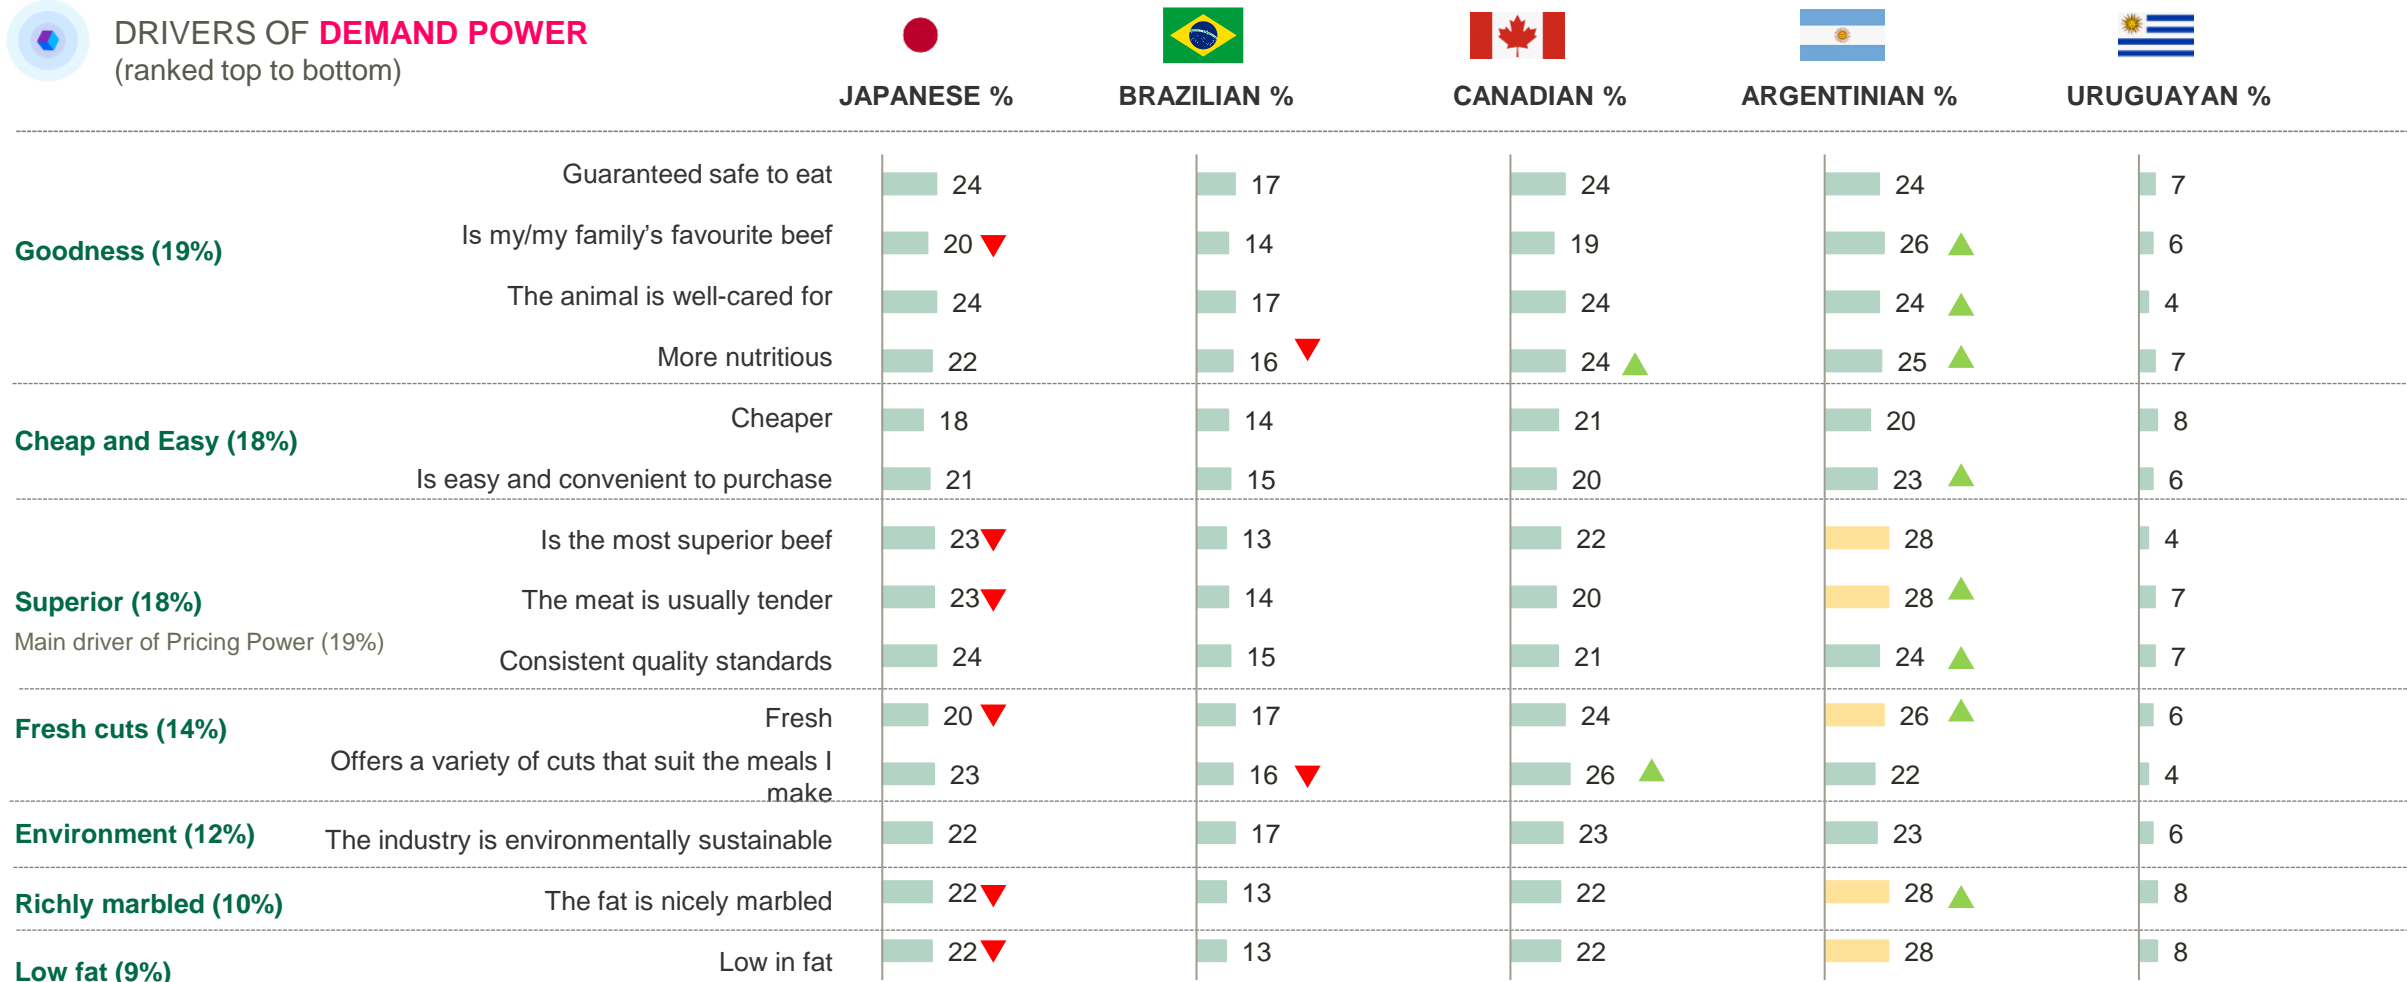 DRIVERS OF DEMAND POWER
(ranked top to bottom)
JAPANESE % BRAZILIAN % CANADIAN % ARGENTINIAN % URUGUAYAN %
Guaranteed safe to eat 24 17 24 24 7
Goodness (19%)
Is my/my family’s favourite beef 20 14 19 26 6
The animal is well-cared for 24 17 24 24 4
More nutritious 22 16 24 25 7
Cheap and Easy (18%)
Cheaper 18 14 21 20 8
Is easy and convenient to purchase 21 15 20 23 6
Is the most superior beef 23 13 22 28 4
Superior (18%)
Main driver of Pricing Power (19%)
The meat is usually tender 23 14 20 28 7
Consistent quality standards 24 15 21 24 7
Fresh cuts (14%)
Fresh 20 17 24 26 6
Offers a variety of cuts that suit the meals I
make
23 16 26 22 4
Environment (12%)
The industry is environmentally sustainable 22 17 23 23 6
Richly marbled (10%)
The fat is nicely marbled 22 13 22 28 8
Low fat (9%)
Low in fat 22 13 22 28 8